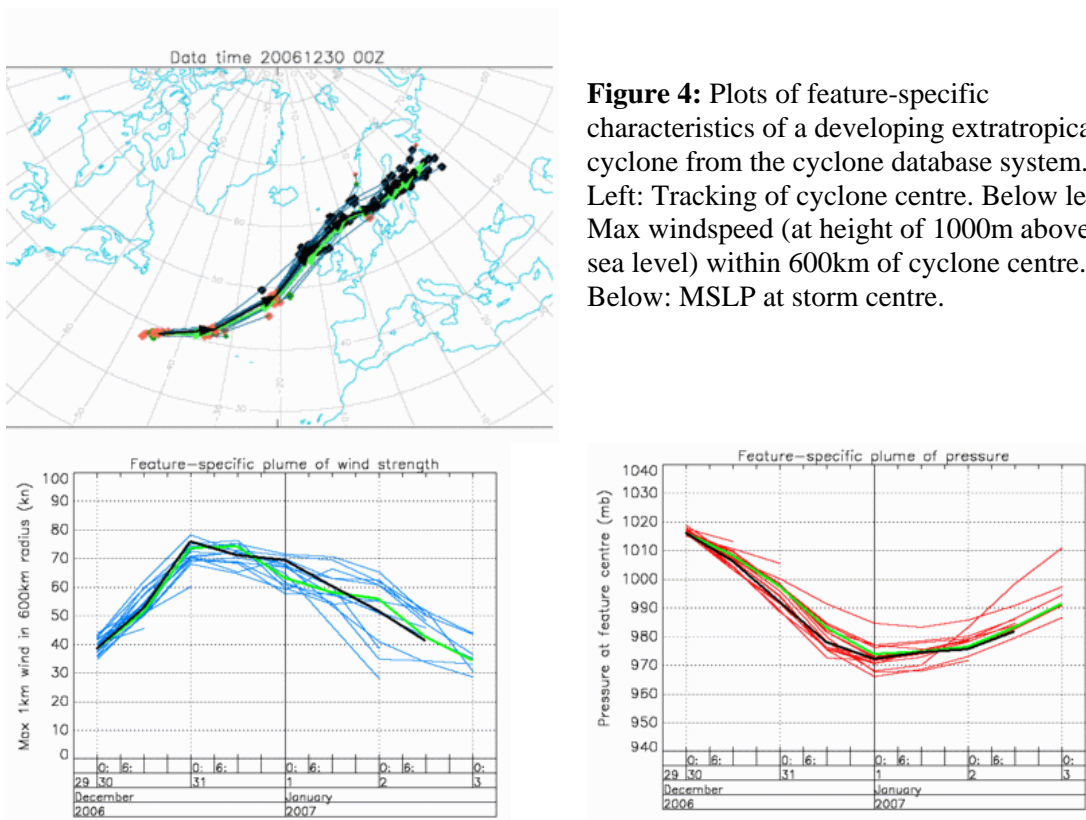 Data time 20061230 00Z
Figure 4: Plots of feature-specific
characteristics of a developing extratropica
cyclone from the cyclone database system.
Left: Tracking of cyclone centre. Below le
Max windspeed (at height of 1000m above
sea level) within 600km of cyclone centre.
Below: MSLP at storm centre.
Feature-specific plume of wind strength
Max 1km wind in 600km radius (kn)
100
90
80
70
60
50
40
30
20
10
0
0: 6: 0: 6: 0: 6: 0: 6: 0:
29 30 31 1 2 3
December January
2006 2007
Feature-specific plume of pressure
Pressure at feature centre (mb)
1040
1030
1020
1010
1000
990
980
970
960
950
940
0: 6: 0: 6: 0: 6: 0: 6: 0:
29 30 31 1 2 3
December January
2006 2007